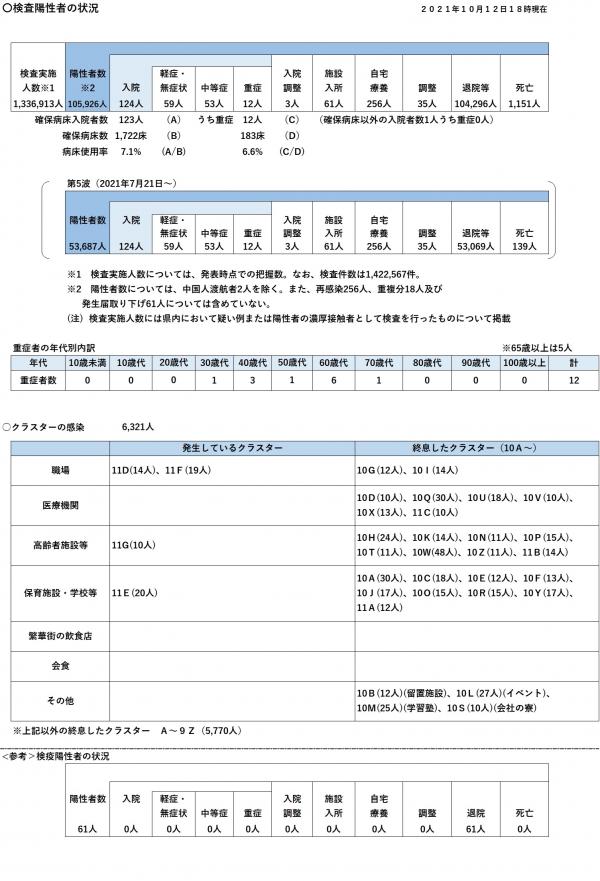 〇検査陽性者の状況 2021年10月12日18時現在
検査実施人数※1 陽性者数※2 入院 軽症・無症状 中等症 重症 入院調整 施設入所 自宅療養 調整 退院等 死亡
1,336,913人 105,926人 124人 59人 53人 12人 3人 61人 256人 35人 104,296人 1,151人
確保病床入院者数 123人 (A) うち重症 12人 (C) (確保病床以外の入院者数1人うち重症0人)
確保病床数 1,722床 (B) 183床 (D)
病床使用率 7.1% (A/B) 6.6% (C/D)
第5波(2021年7月21日～)
陽性者数 入院 軽症・無症状 中等症 重症 入院調整 施設入所 自宅療養 調整 退院等 死亡
53,687人 124人 59人 53人 12人 3人 61人 256人 35人 53,069人 139人
※1 検査実施人数については、発表時点での把握数。なお、検査件数は1,422,567件。
※2 陽性者数については、中国人渡航者2人を除く。また、再感染256人、重複分18人及び
発生届取り下げ61人については含めていない。
(注) 検査実施人数には県内において疑い例または陽性者の濃厚接触者として検査を行ったものについて掲載
重症者の年代別内訳 ※65歳以上は5人
年代 10歳未満 10歳代 20歳代 30歳代 40歳代 50歳代 60歳代 70歳代 80歳代 90歳代 100歳以上 計
重症者数 0 0 0 1 3 1 6 1 0 0 0 12
〇クラスターの感染 6,321人
発生しているクラスター 終息したクラスター(10A～)
職場 11D(14人)、11F(19人) 10G(12人)、10I(14人)
医療機関 10D(10人)、10Q(30人)、10U(18人)、10V(10人)、
10X(13人)、11C(10人)
高齢者施設等 11G(10人) 10H(24人)、10K(14人)、10N(11人)、10P(15人)、
10T(11人)、10W(48人)、10Z(11人)、11B(14人)
保育施設・学校等 11E(20人) 10A(30人)、10C(18人)、10E(12人)、10F(13人)、
10J(17人)、10O(15人)、10R(15人)、10Y(17人)、
11A(12人)
繁華街の飲食店
会食
その他 10B(12人)(留置施設)、10L(27人)(イベント)、
10M(25人)(学習塾)、10S(10人)(会社の寮)
※上記以外の終息したクラスター A～9Z(5,770人)
<参考>検疫陽性者の状況
陽性者数 入院 軽症・無症状 中等症 重症 入院調整 施設入所 自宅療養 調整 退院 死亡
61人 0人 0人 0人 0人 0人 0人 0人 0人 61人 0人